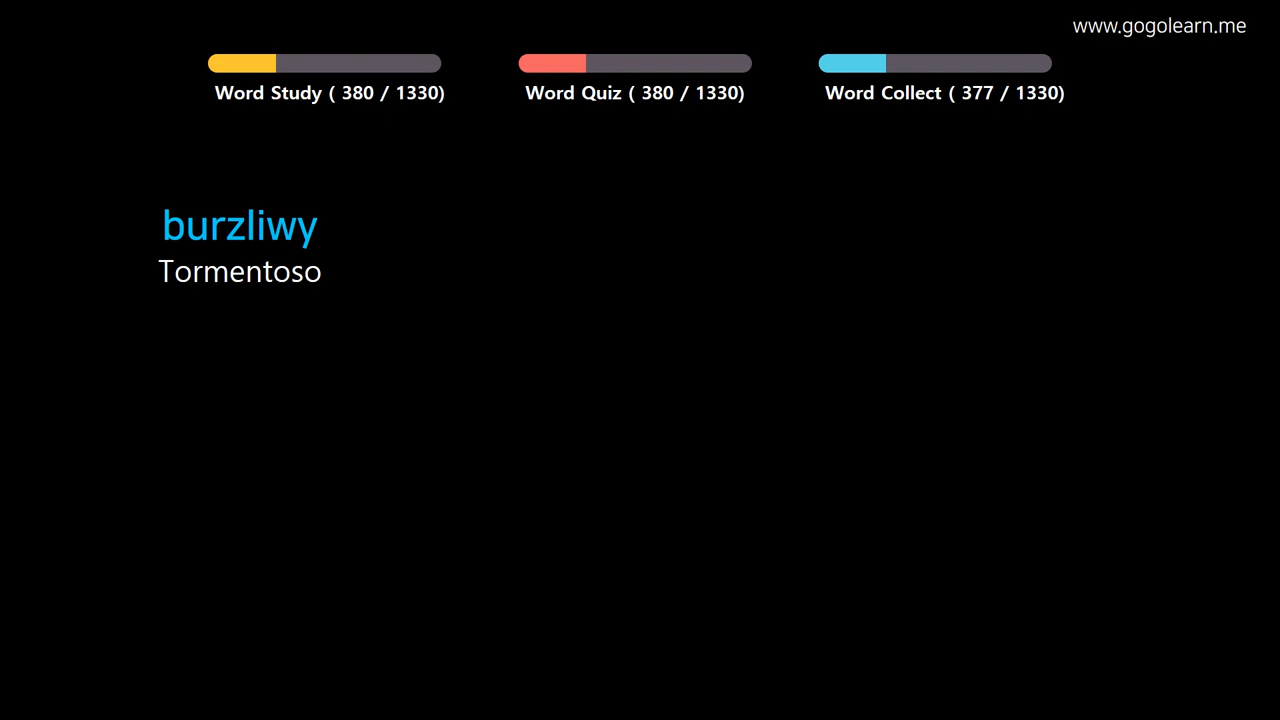 www.gogolearn.me
Word Study ( 380 / 1330)
Word Quiz ( 380 / 1330)
Word Collect ( 377 / 1330)
burzliwy
Tormentoso